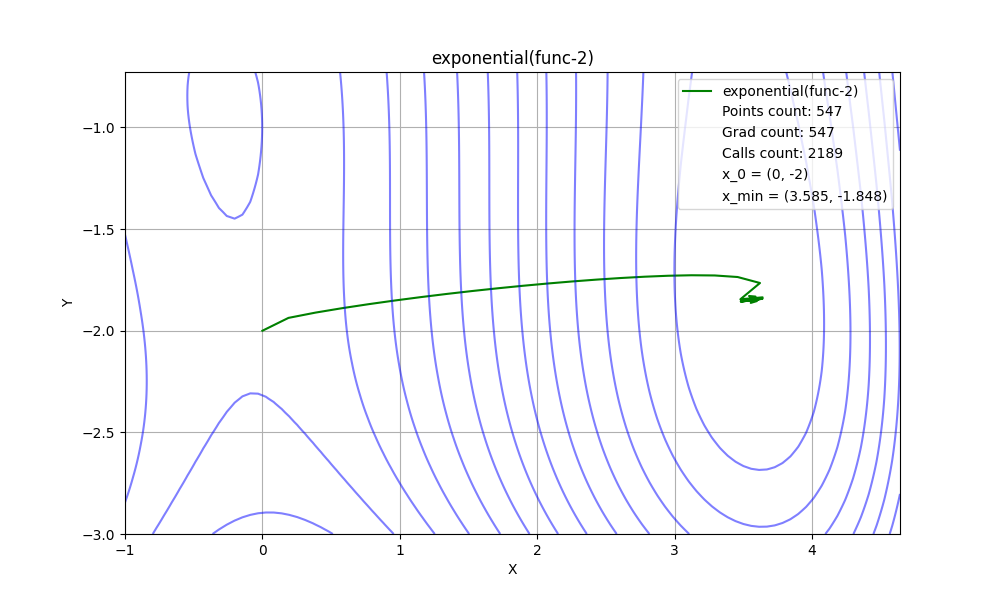 exponential(func-2)
exponential(func-2)
Points count: 547
Grad count: 547
Calls count: 2189
x_0 = (0, -2)
x_min = (3.585, -1.848)
Y
−1.0
−1.5
−2.0
−2.5
−3.0
−1 0 1 2 3 4
X